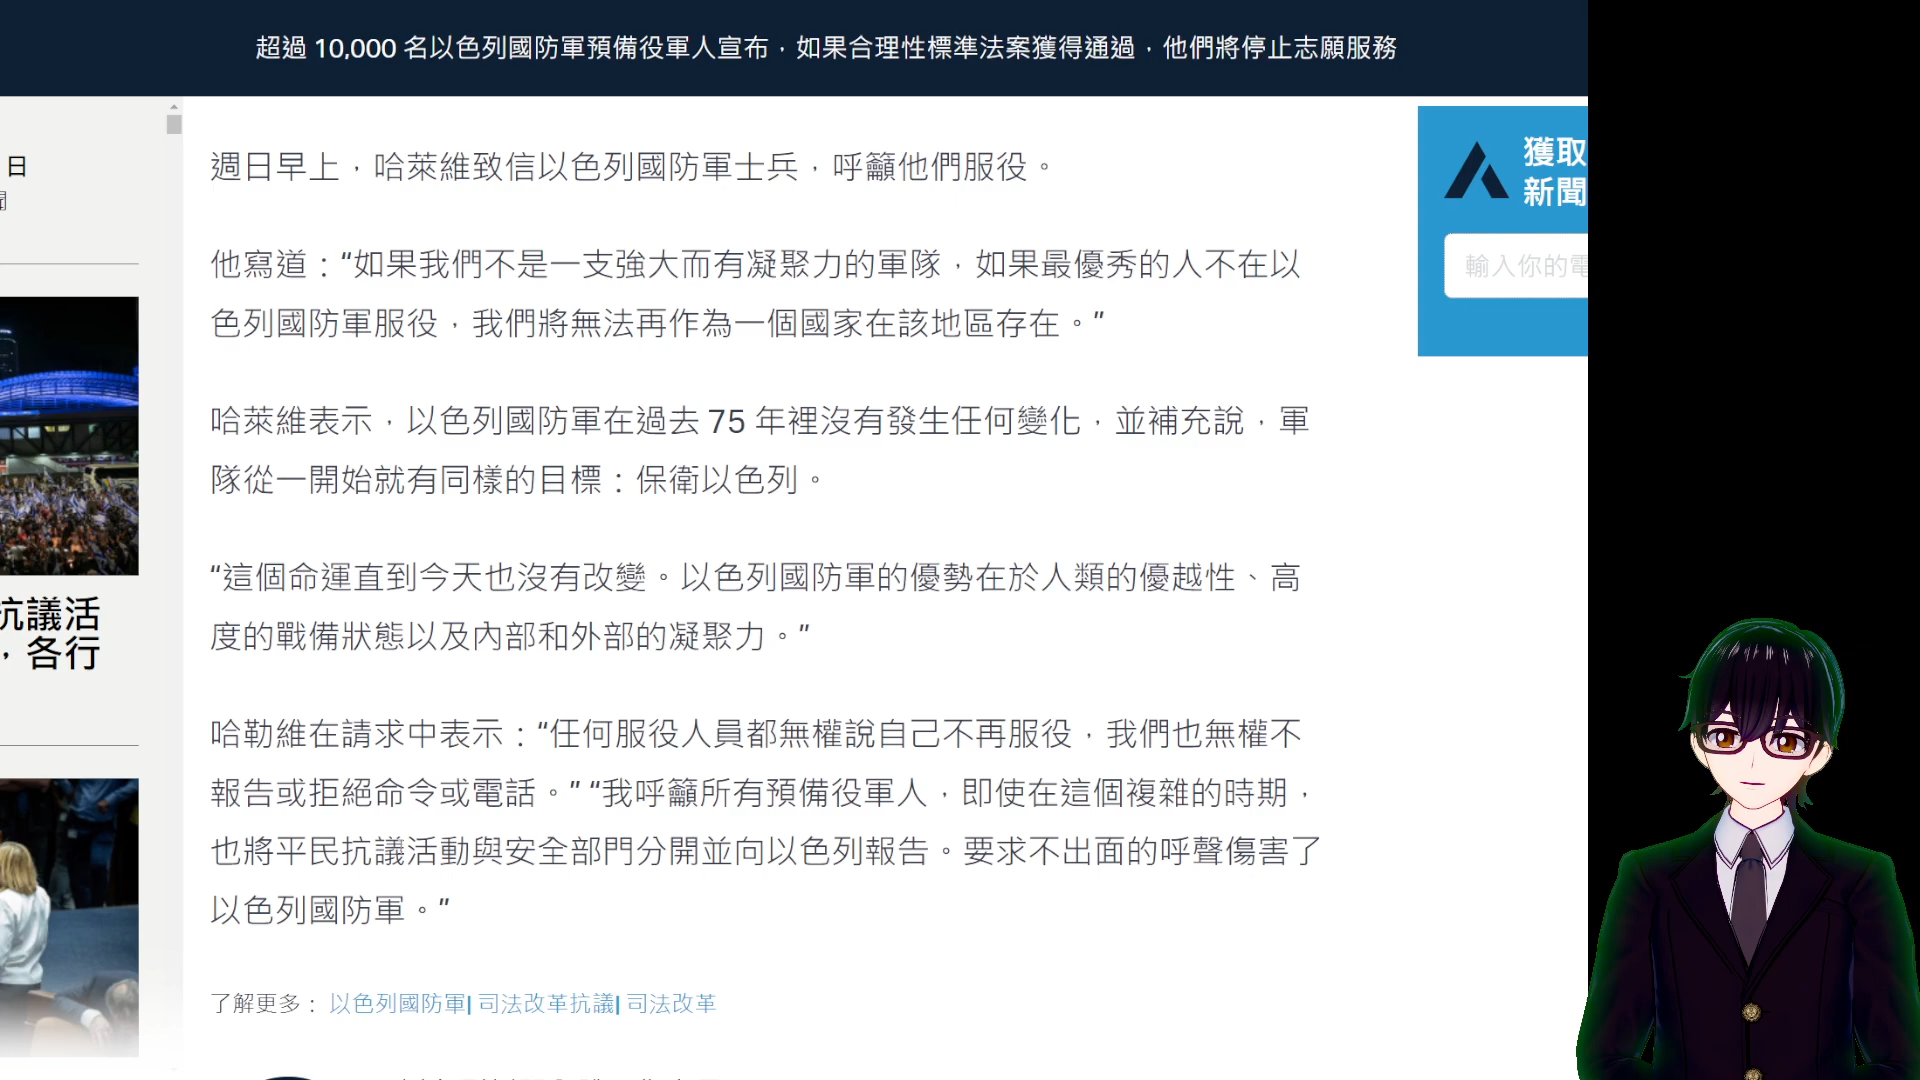 超過 10,000 名以色列國防軍預備役軍人宣布，如果合理性標準法案獲得通過，他們將停止志願服務
日
週日早上，哈萊維致信以色列國防軍士兵，呼籲他們服役。
他寫道：“如果我們不是一支強大而有凝聚力的軍隊，如果最優秀的人不在以
色列國防軍服役，我們將無法再作為一個國家在該地區存在。”
哈萊維表示，以色列國防軍在過去 75 年裡沒有發生任何變化，並補充說，軍
隊從一開始就有同樣的目標：保衛以色列。
“這個命運直到今天也沒有改變。以色列國防軍的優勢在於人類的優越性、高
度的戰備狀態以及內部和外部的凝聚力。”
哈勒維在請求中表示：“任何服役人員都無權說自己不再服役，我們也無權不
報告或拒絕命令或電話。” “我呼籲所有預備役軍人，即使在這個複雜的時期，
也將平民抗議活動與安全部門分開並向以色列報告。要求不出面的呼聲傷害了
以色列國防軍。”
了解更多： 以色列國防軍| 司法改革抗議| 司法改革
抗議活
，各行
獲取
新聞
輸入你的電